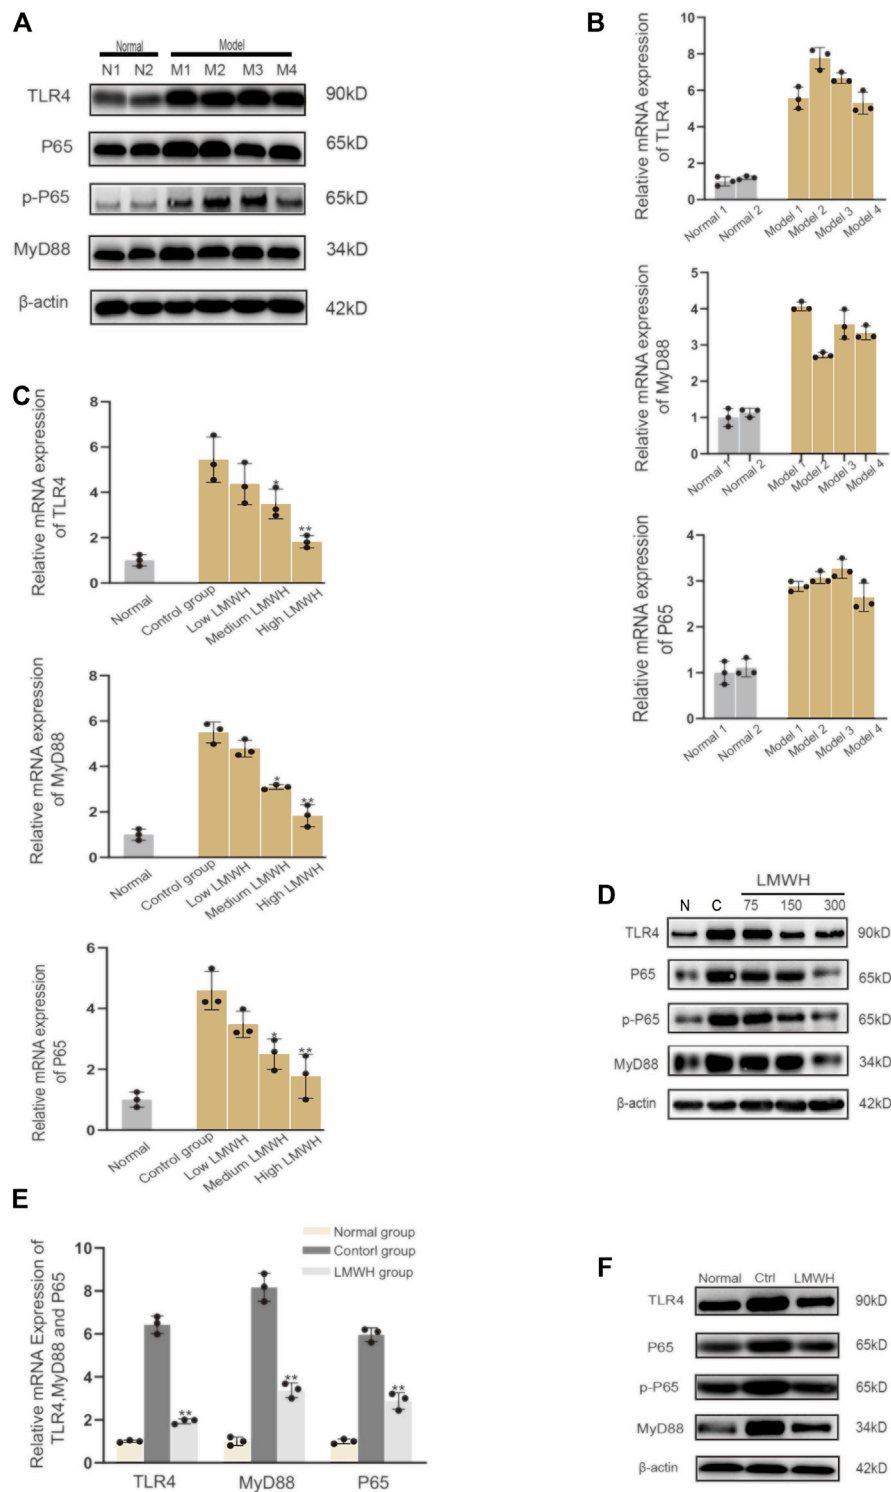 A
Normal Model
N1 N2 M1 M2 M3 M4
TLR4 90kD
P65 65kD
p-P65 65kD
MyD88 34kD
β-actin 42kD
B
Relative mRNA expression
of TLR4
10
8
6
4
2
0
Normal 1 Normal 2 Model 1 Model 2 Model 3 Model 4
Relative mRNA expression
of MyD88
5
4
3
2
1
0
Normal 1 Normal 2 Model 1 Model 2 Model 3 Model 4
Relative mRNA expression
of P65
4
3
2
1
0
Normal 1 Normal 2 Model 1 Model 2 Model 3 Model 4
C
Relative mRNA expression
of TLR4
8
6
4
2
0
*
**
Normal Control group Low LMWH Medium LMWH High LMWH
Relative mRNA expression
of MyD88
8
6
4
2
0
*
**
Normal Control group Low LMWH Medium LMWH High LMWH
Relative mRNA expression
of P65
6
4
2
0
*
**
Normal Control group Low LMWH Medium LMWH High LMWH
D
LMWH
N C 75 150 300
TLR4 90kD
P65 65kD
p-P65 65kD
MyD88 34kD
β-actin 42kD
E
Normal group
Contorl group
LMWH group
Relative mRNA Expression of
TLR4,MyD88 and P65
10
8
6
4
2
0
**
**
**
TLR4 MyD88 P65
F
Normal Ctrl LMWH
TLR4 90kD
P65 65kD
p-P65 65kD
MyD88 34kD
β-actin 42kD